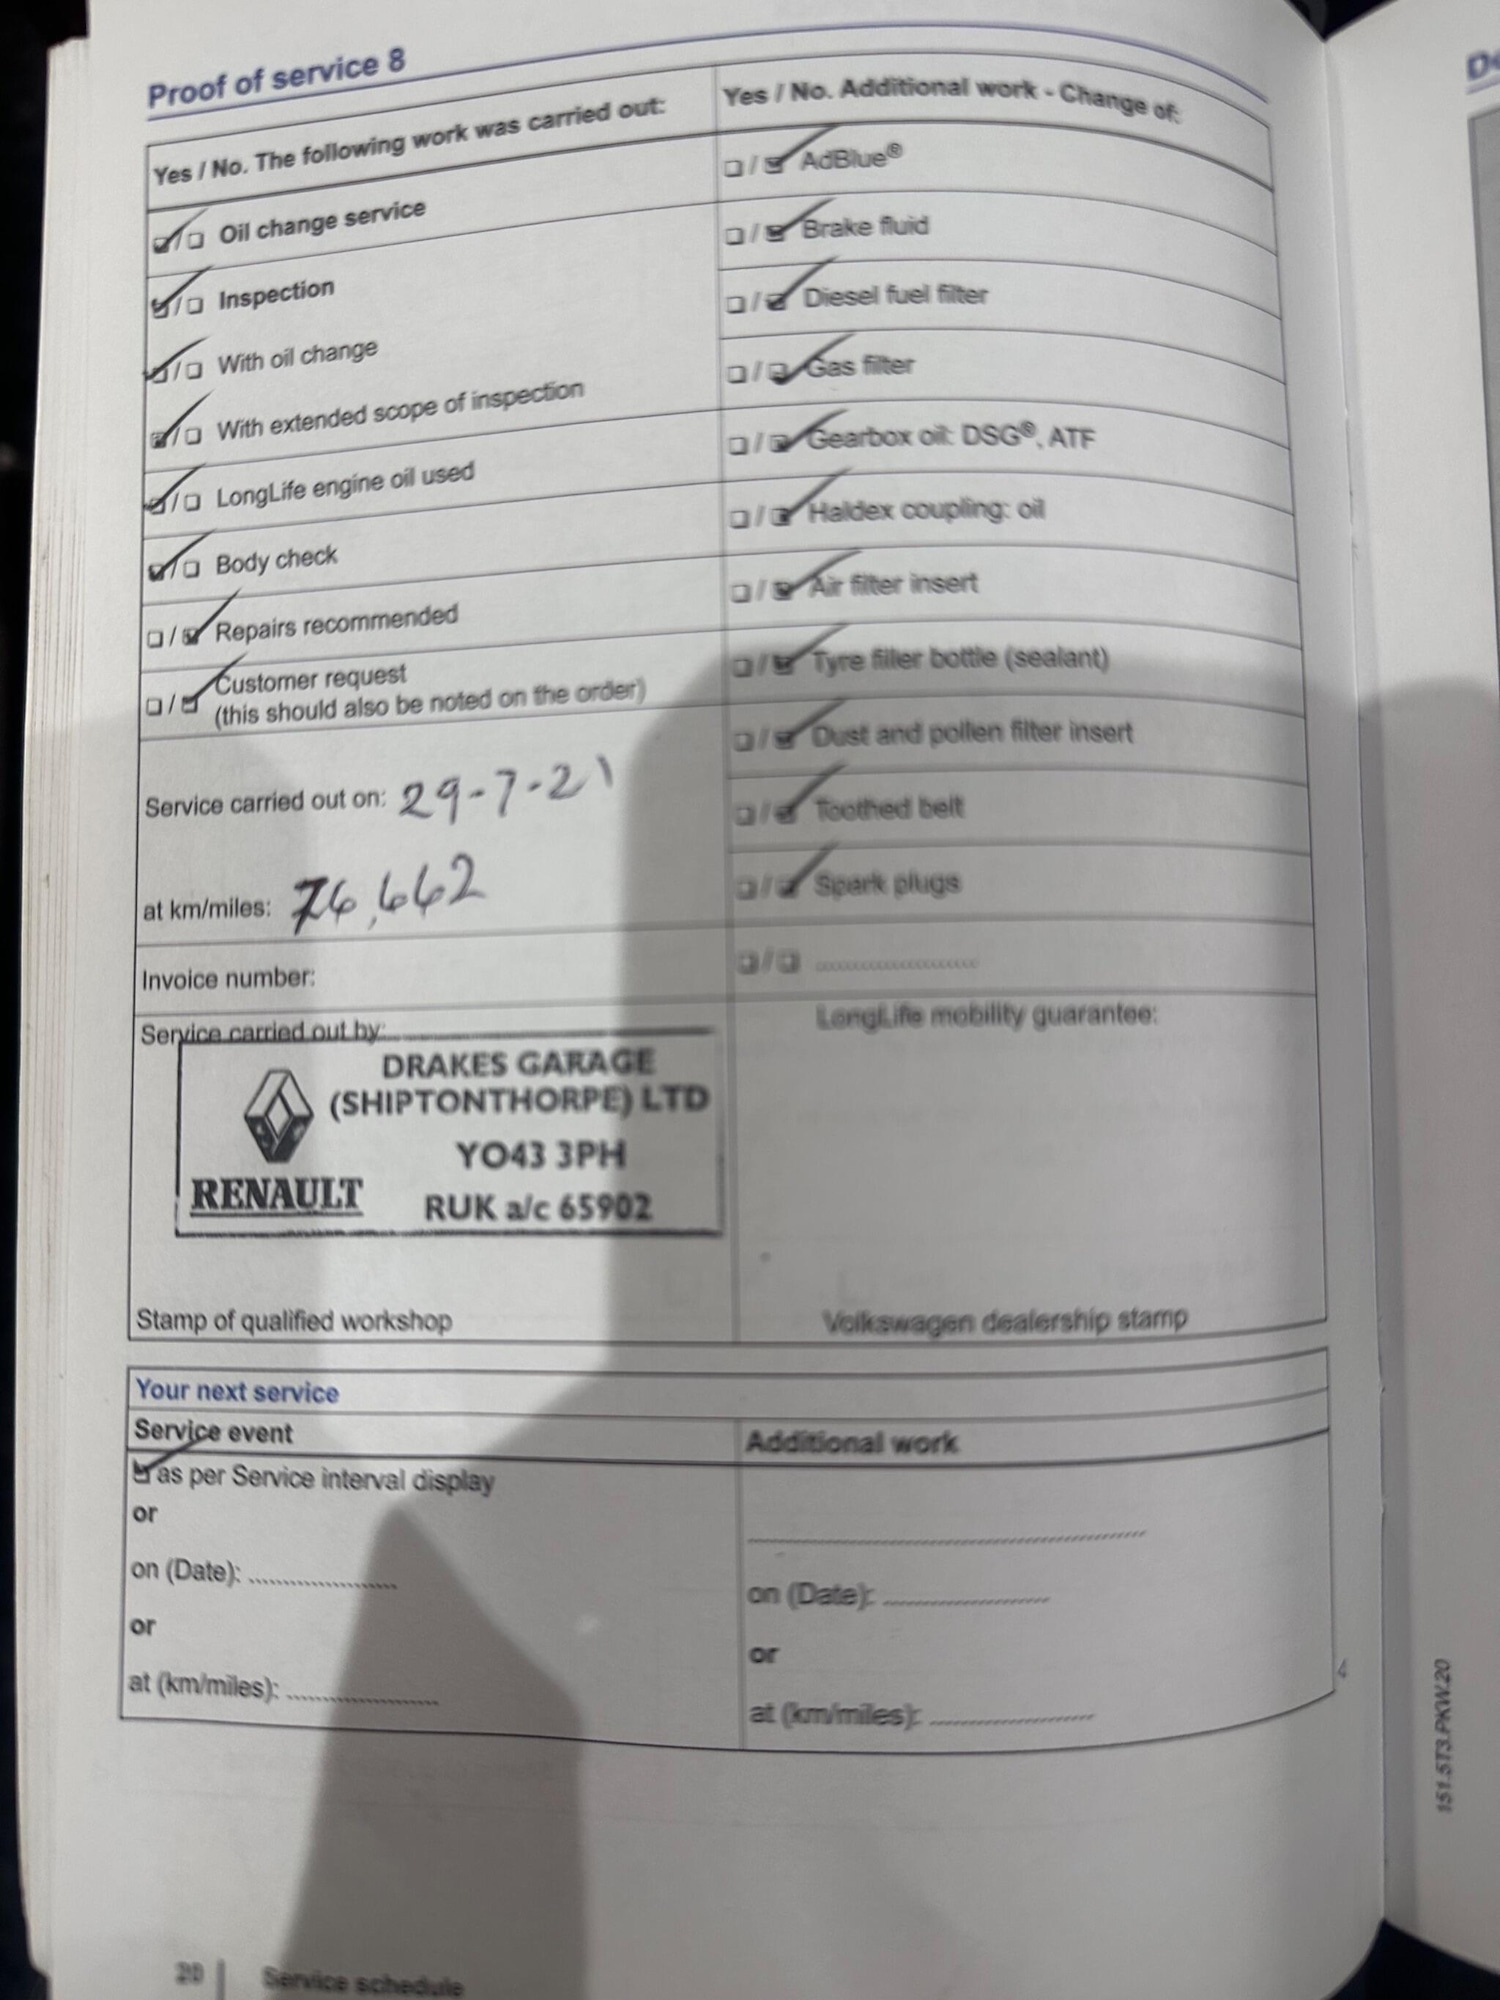 Proof of service 8
Yes / No. The following work was carried out:
Oil change service
Inspection
With oil change
With extended scope of inspection
LongLife engine oil used
Body check
Repairs recommended
Customer request
(this should also be noted on the order)
Service carried out on: 29-7-21
at km/miles: 76,662
Invoice number:
Service carried out by:
DRAKES GARAGE
(SHIPTONTHORPE) LTD
YO43 3PH
RENAULT
RUK a/c 65902
Stamp of qualified workshop
Yes / No. Additional work - Change of:
AdBlue®
Brake fluid
Diesel fuel filter
Gas filter
Gearbox oil: DSG®, ATF
Haldex coupling: oil
Air filter insert
Tyre filler bottle (sealant)
Dust and pollen filter insert
Toothed belt
Spark plugs
LongLife mobility guarantee:
Volkswagen dealership stamp
Your next service
Service event
as per Service interval display
or
on (Date):
or
at (km/miles):
Additional work
on (Date):
or
at (km/miles):
20 | Service schedule
151.5T3.PKW.20